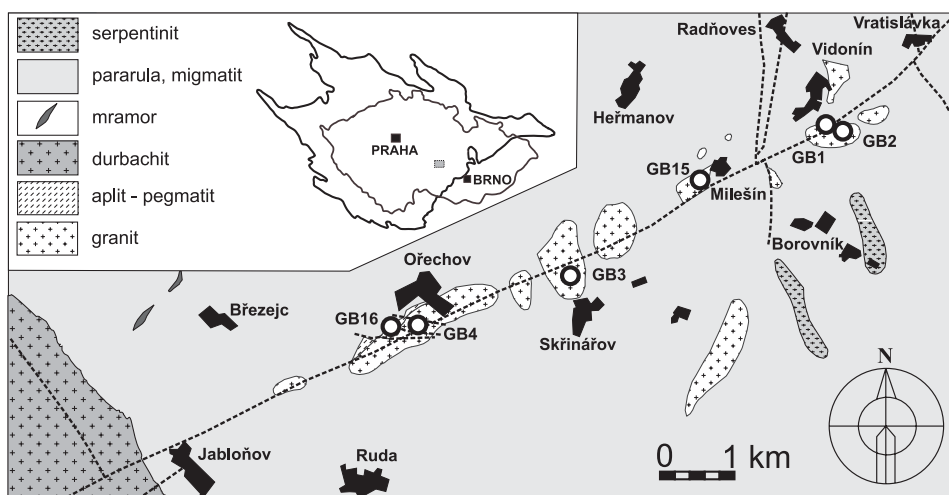 serpentinit
pararula, migmatit
mramor
durbachit
aplit - pegmatit
granit
PRAHA
BRNO
Radňoves
Vratislávka
Vidonín
Heřmanov
GB1
GB2
GB15
Milešín
Borovník
Ořechov
GB3
Březejc
GB16
GB4
Skřinářov
N
Jabloňov
Ruda
0 1 km